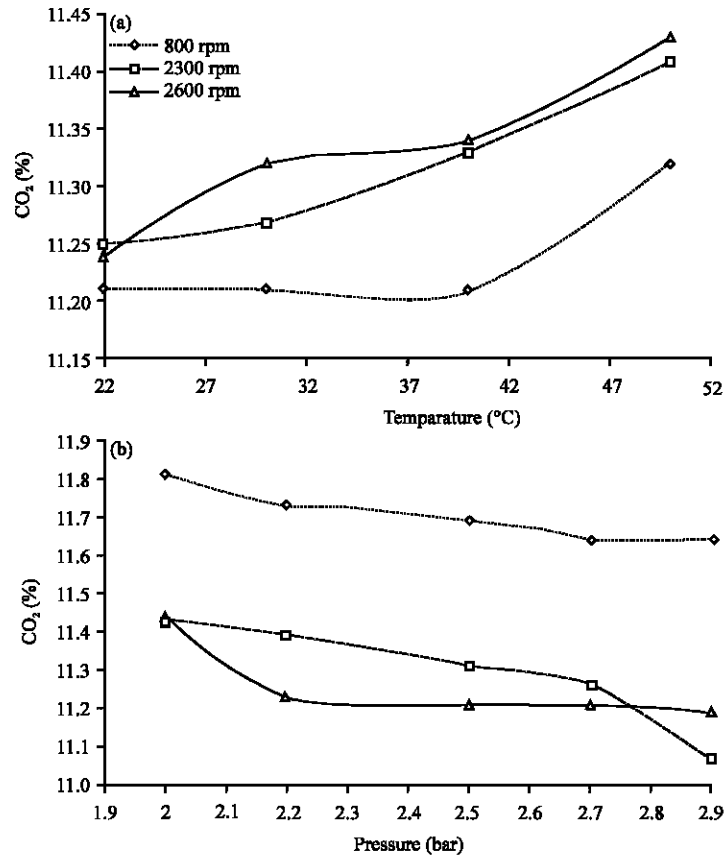 (a)
800 rpm
2300 rpm
2600 rpm
CO₂ (%)
11.45
11.40
11.35
11.30
11.25
11.20
11.15
22 27 32 37 42 47 52
Temparature (°C)
(b)
CO₂ (%)
11.9
11.8
11.7
11.6
11.5
11.4
11.3
11.2
11.1
11.0
1.9 2 2.1 2.2 2.3 2.4 2.5 2.6 2.7 2.8 2.9
Pressure (bar)